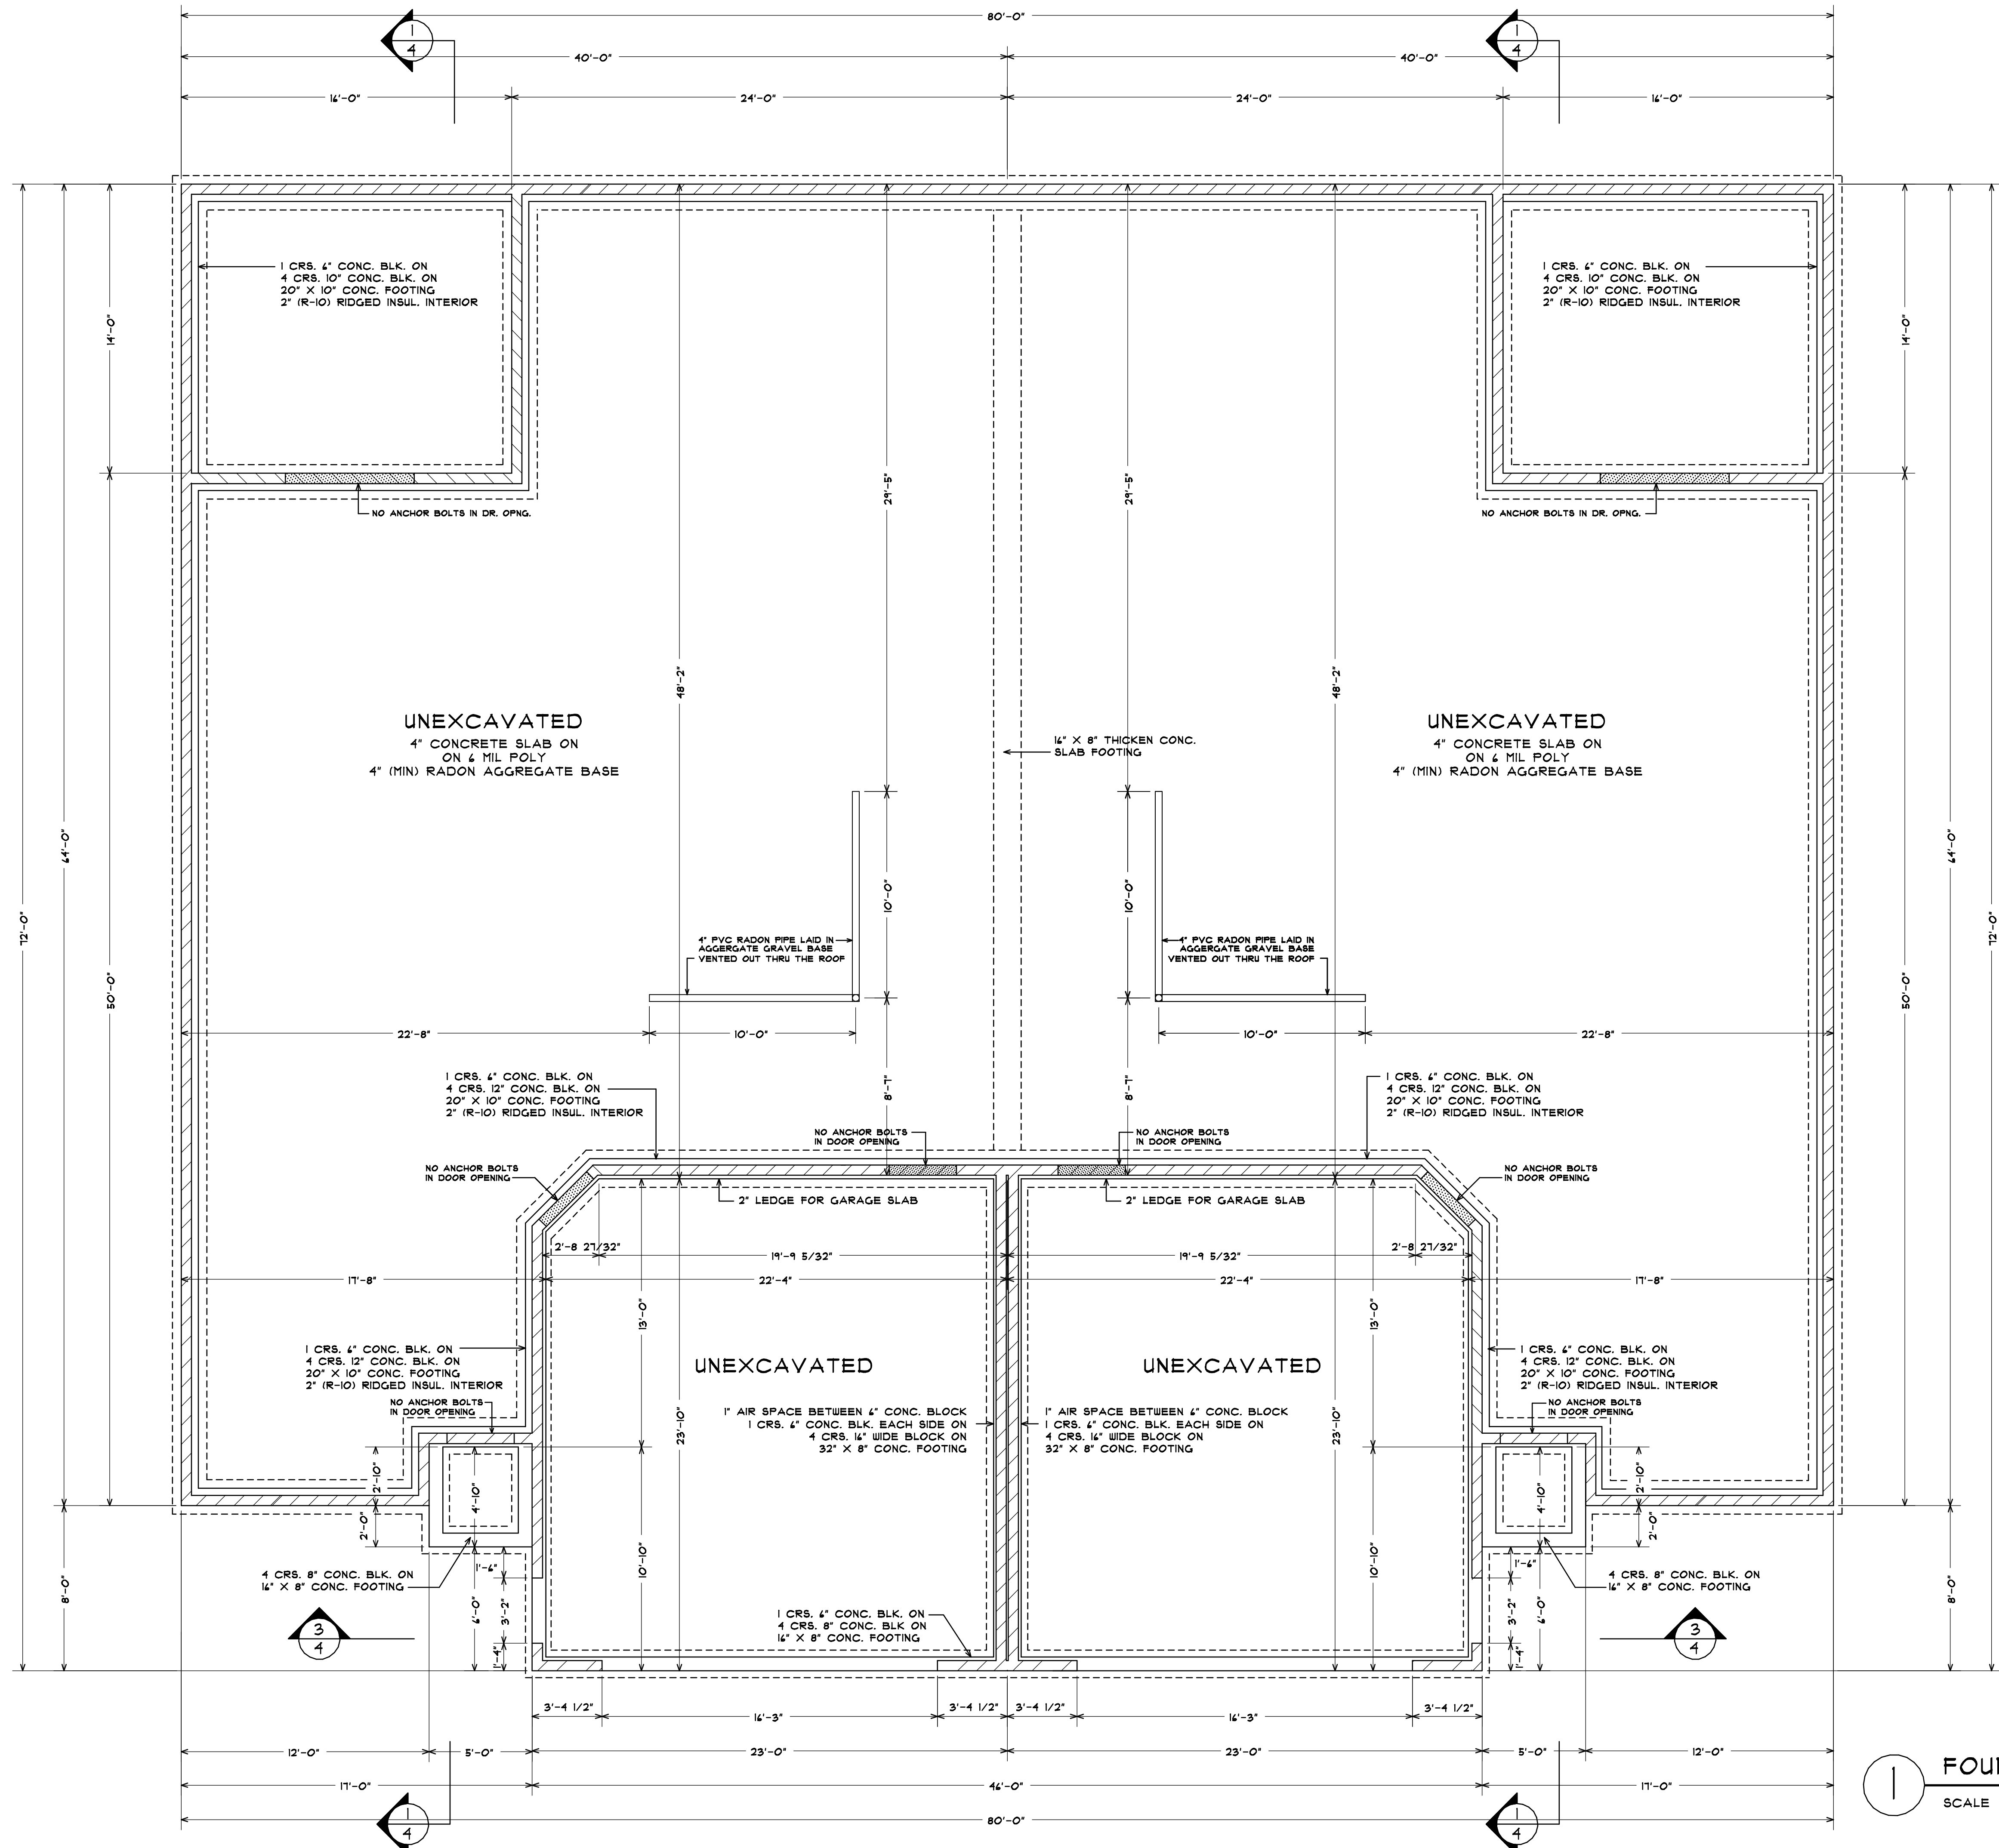 80'-0"
1
4
1
4
40'-0"
40'-0"
16'-0"
24'-0"
24'-0"
16'-0"
1 CRS. 6" CONC. BLK. ON
4 CRS. 10" CONC. BLK. ON
20" X 10" CONC. FOOTING
2" (R-10) RIDGED INSUL. INTERIOR
1 CRS. 6" CONC. BLK. ON
4 CRS. 10" CONC. BLK. ON
20" X 10" CONC. FOOTING
2" (R-10) RIDGED INSUL. INTERIOR
14'-0"
14'-0"
29'-5"
29'-5"
NO ANCHOR BOLTS IN DR. OPNG.
NO ANCHOR BOLTS IN DR. OPNG.
48'-2"
48'-2"
UNEXCAVATED
4" CONCRETE SLAB ON
ON 6 MIL POLY
4" (MIN) RADON AGGREGATE BASE
16" X 8" THICKEN CONC.
SLAB FOOTING
UNEXCAVATED
4" CONCRETE SLAB ON
ON 6 MIL POLY
4" (MIN) RADON AGGREGATE BASE
64'-0"
64'-0"
72'-0"
72'-0"
50'-0"
50'-0"
10'-0"
10'-0"
4" PVC RADON PIPE LAID IN
AGGERGATE GRAVEL BASE
VENTED OUT THRU THE ROOF
4" PVC RADON PIPE LAID IN
AGGERGATE GRAVEL BASE
VENTED OUT THRU THE ROOF
22'-8"
10'-0"
10'-0"
22'-8"
1 CRS. 6" CONC. BLK. ON
4 CRS. 12" CONC. BLK. ON
20" X 10" CONC. FOOTING
2" (R-10) RIDGED INSUL. INTERIOR
8'-7"
8'-7"
1 CRS. 6" CONC. BLK. ON
4 CRS. 12" CONC. BLK. ON
20" X 10" CONC. FOOTING
2" (R-10) RIDGED INSUL. INTERIOR
NO ANCHOR BOLTS
IN DOOR OPENING
NO ANCHOR BOLTS
IN DOOR OPENING
NO ANCHOR BOLTS
IN DOOR OPENING
NO ANCHOR BOLTS
IN DOOR OPENING
2" LEDGE FOR GARAGE SLAB
2" LEDGE FOR GARAGE SLAB
2'-8 27/32"
19'-9 5/32"
19'-9 5/32"
2'-8 27/32"
17'-8"
22'-4"
22'-4"
17'-8"
13'-0"
13'-0"
1 CRS. 6" CONC. BLK. ON
4 CRS. 12" CONC. BLK. ON
20" X 10" CONC. FOOTING
2" (R-10) RIDGED INSUL. INTERIOR
UNEXCAVATED
UNEXCAVATED
1 CRS. 6" CONC. BLK. ON
4 CRS. 12" CONC. BLK. ON
20" X 10" CONC. FOOTING
2" (R-10) RIDGED INSUL. INTERIOR
NO ANCHOR BOLTS
IN DOOR OPENING
NO ANCHOR BOLTS
IN DOOR OPENING
1" AIR SPACE BETWEEN 6" CONC. BLOCK
1 CRS. 6" CONC. BLK. EACH SIDE ON
4 CRS. 16" WIDE BLOCK ON
32" X 8" CONC. FOOTING
1" AIR SPACE BETWEEN 6" CONC. BLOCK
1 CRS. 6" CONC. BLK. EACH SIDE ON
4 CRS. 16" WIDE BLOCK ON
32" X 8" CONC. FOOTING
23'-10"
23'-10"
2'-10"
4'-10"
4'-10"
2'-10"
2'-0"
2'-0"
1'-6"
10'-10"
10'-10"
1'-6"
4 CRS. 8" CONC. BLK. ON
16" X 8" CONC. FOOTING
4 CRS. 8" CONC. BLK. ON
16" X 8" CONC. FOOTING
8'-0"
6'-0"
3'-2"
3'-2"
6'-0"
8'-0"
1 CRS. 6" CONC. BLK. ON
4 CRS. 8" CONC. BLK ON
16" X 8" CONC. FOOTING
3
4
3
4
1'-4"
1'-4"
3'-4 1/2"
16'-3"
3'-4 1/2"
3'-4 1/2"
16'-3"
3'-4 1/2"
12'-0"
5'-0"
23'-0"
23'-0"
5'-0"
12'-0"
17'-0"
46'-0"
17'-0"
1
SCALE
80'-0"
1
4
1
4